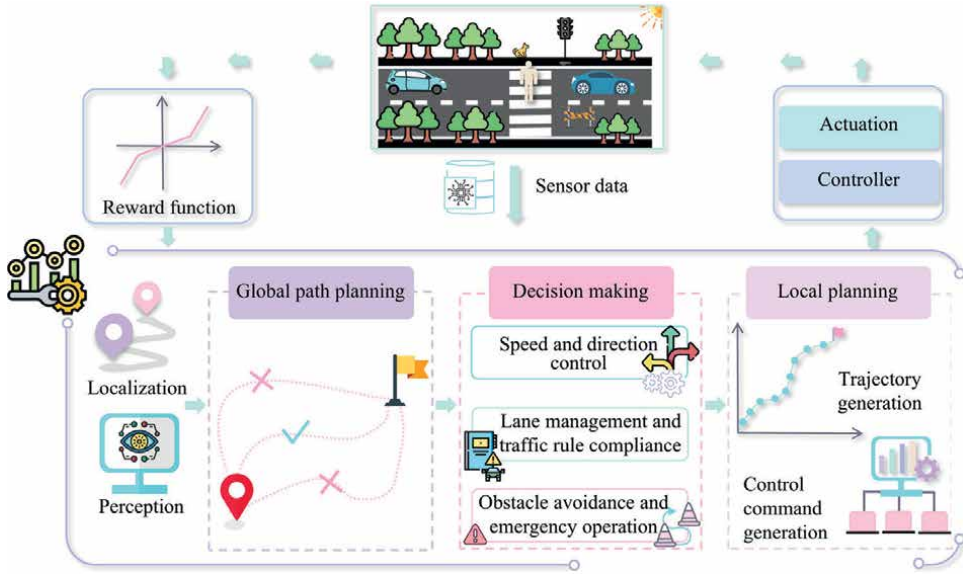 Sensor data
Reward function
Actuation
Controller
Localization
Perception
Global path planning
Decision making
Speed and direction
control
Lane management and
traffic rule compliance
Obstacle avoidance and
emergency operation
Local planning
Trajectory
generation
Control
command
generation